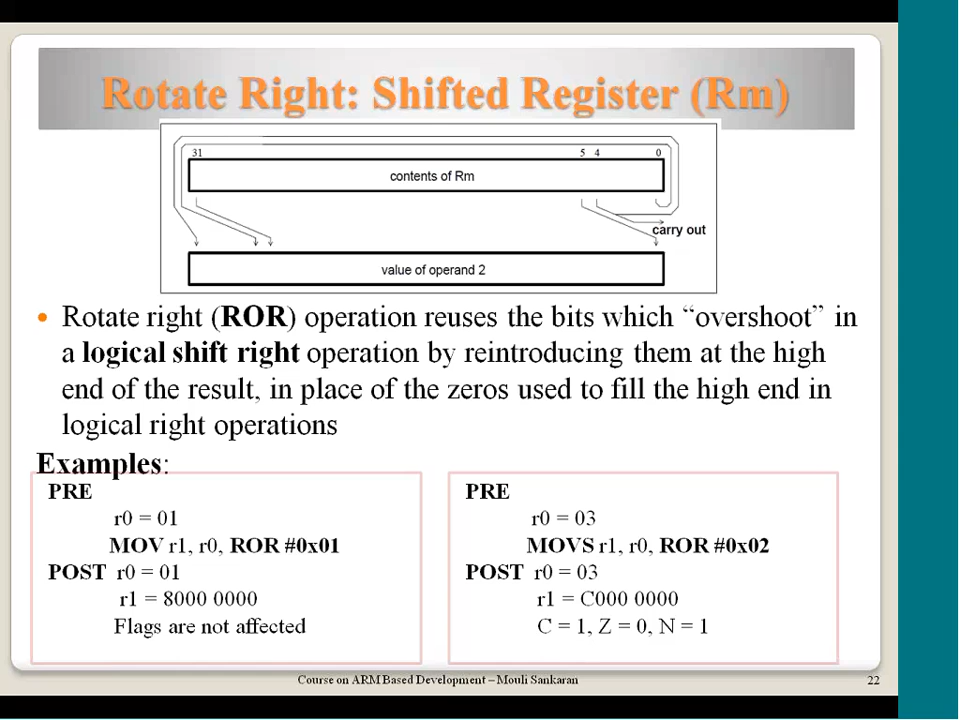 Rotate Right: Shifted Register (Rm)
31 5 4 0
contents of Rm
carry out
value of operand 2
Rotate right (ROR) operation reuses the bits which “overshoot” in
a logical shift right operation by reintroducing them at the high
end of the result, in place of the zeros used to fill the high end in
logical right operations
Examples:
PRE
r0 = 01
MOV r1, r0, ROR #0x01
POST r0 = 01
r1 = 8000 0000
Flags are not affected
PRE
r0 = 03
MOVS r1, r0, ROR #0x02
POST r0 = 03
r1 = C000 0000
C = 1, Z = 0, N = 1
Course on ARM Based Development – Mouli Sankaran
22